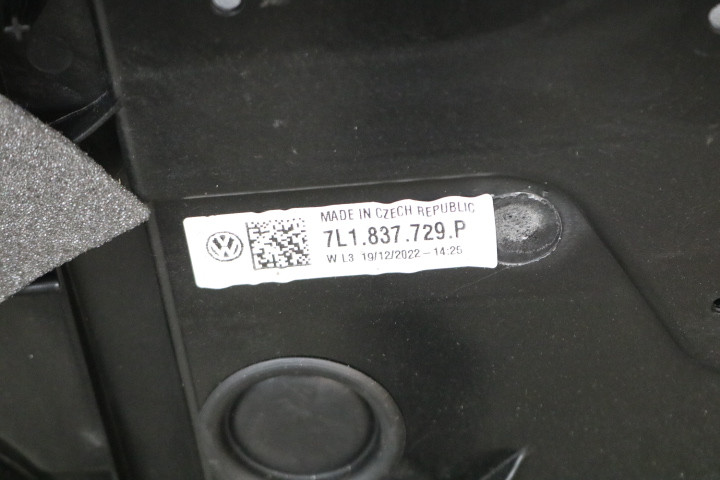 MADE IN CZECH REPUBLIC
7L1.837.729.P
W L3 19/12/2022-14:25